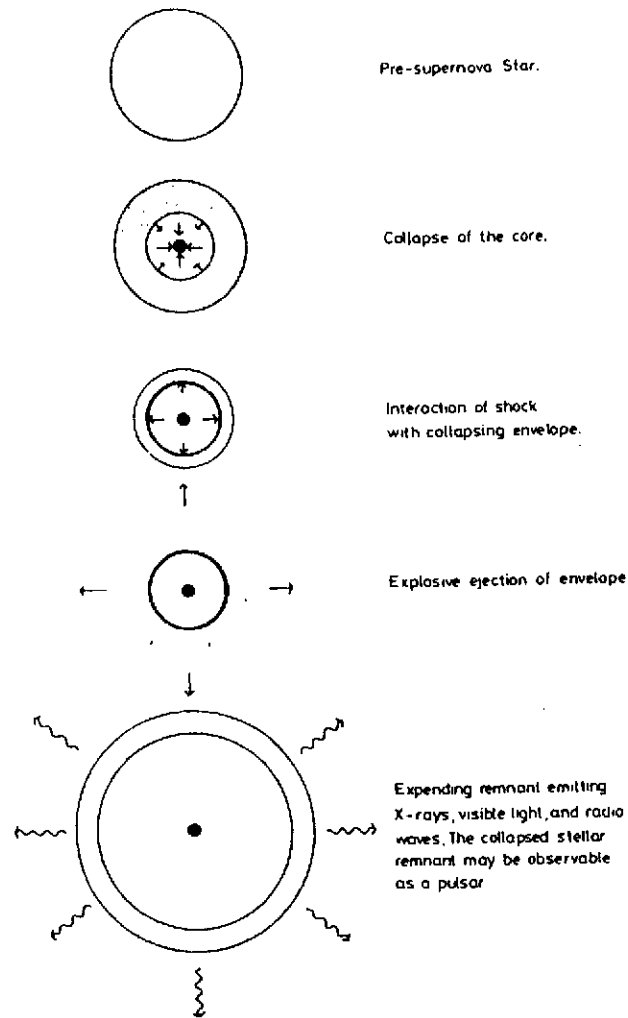 Pre-supernova Star.
Collapse of the core.
Interaction of shock
with collapsing envelope.
Explosive ejection of envelope
Expending remnant emitting
X-rays, visible light, and radio
waves, The collapsed stellar
remnant may be observable
as a pulsar